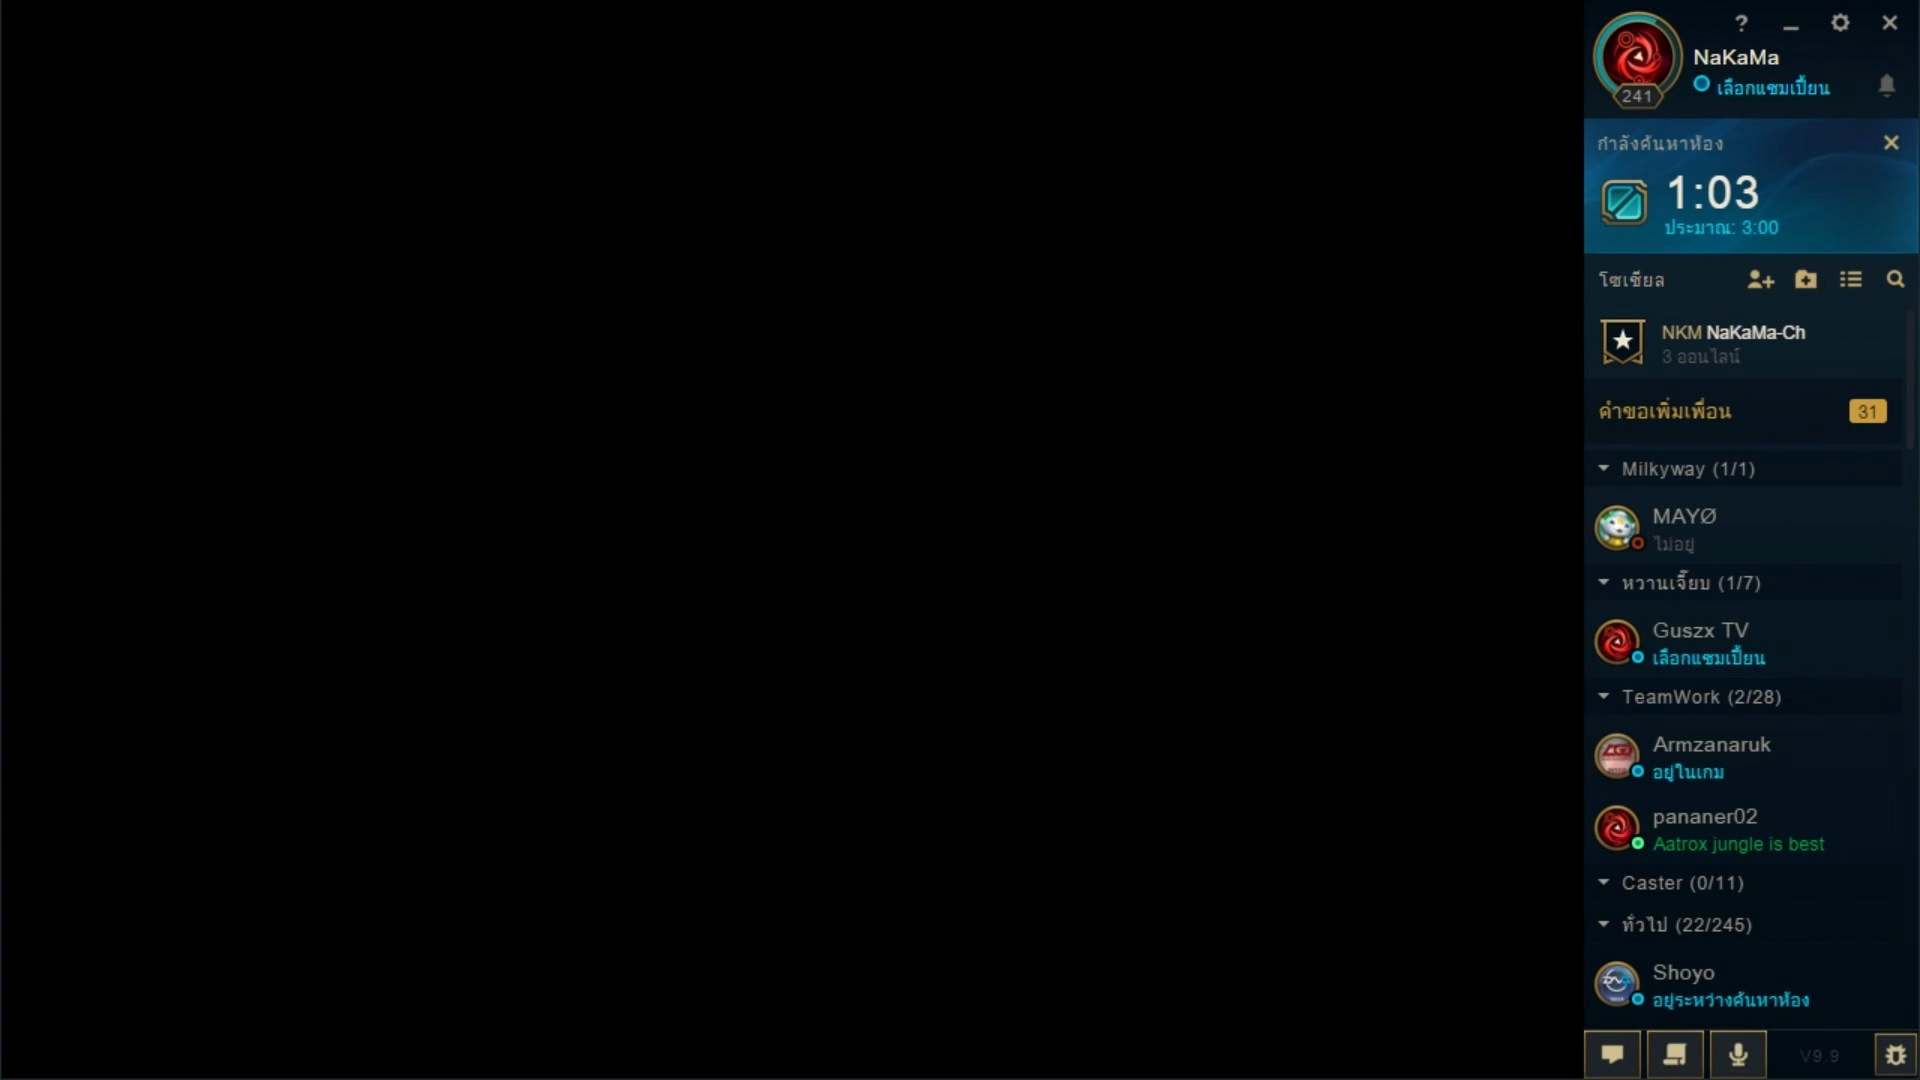 ?
NaKaMa
เลือกแชมเปี้ยน
241
กำลังค้นหาห้อง
1:03
ประมาณ: 3:00
โซเชียล
NKM NaKaMa-Ch
3 ออนไลน์
คำขอเพิ่มเพื่อน 31
Milkyway (1/1)
MAYØ
ไม่อยู่
หวานเจี๊ยบ (1/7)
Guszx TV
เลือกแชมเปี้ยน
TeamWork (2/28)
Armzanaruk
อยู่ในเกม
pananer02
Aatrox jungle is best
Caster (0/11)
ทั่วไป (22/245)
Shoyo
อยู่ระหว่างค้นหาห้อง
V9.9